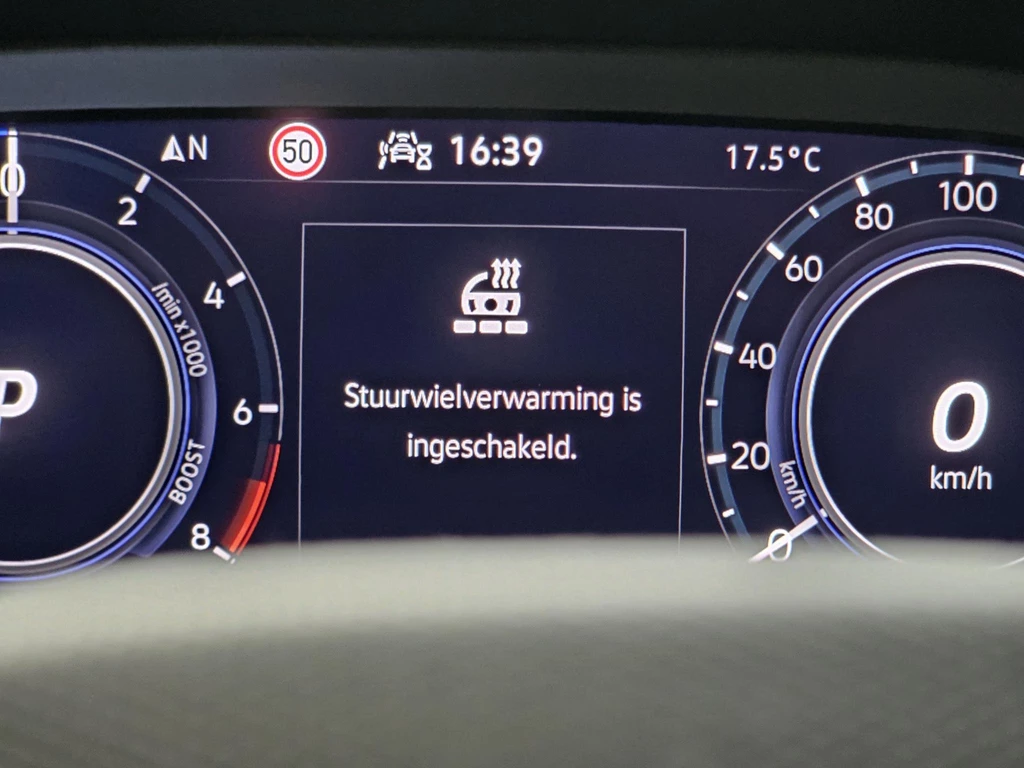 N 50 16:39 17.5°C
0 2 4 6 8
/min x1000
BOOST
P
Stuurwielverwarming is
ingeschakeld.
0 20 40 60 80 100
km/h
0
km/h